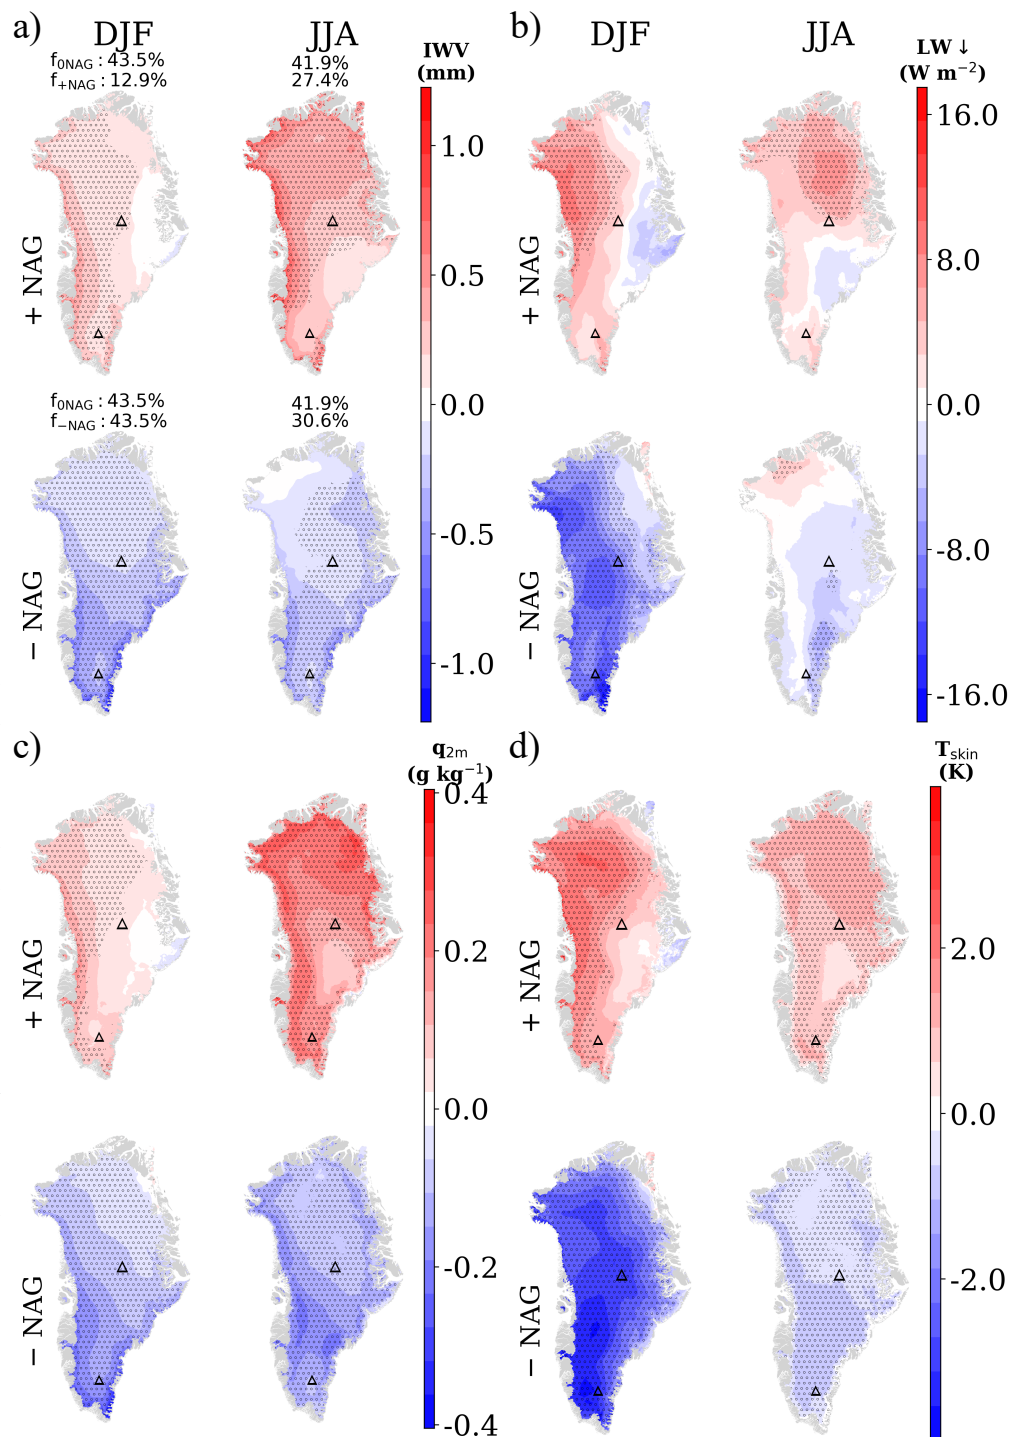 a)
DJF
JJA
IWV
(mm)
f0NAG : 43.5%
f+NAG : 12.9%
41.9%
27.4%
+ NAG
f0NAG : 43.5%
f−NAG : 43.5%
41.9%
30.6%
− NAG
1.0
0.5
0.0
-0.5
-1.0
b)
DJF
JJA
LW ↓
(W m−2)
+ NAG
− NAG
16.0
8.0
0.0
-8.0
-16.0
c)
q2m
(g kg−1)
+ NAG
− NAG
0.4
0.2
0.0
-0.2
-0.4
d)
Tskin
(K)
+ NAG
− NAG
2.0
0.0
-2.0